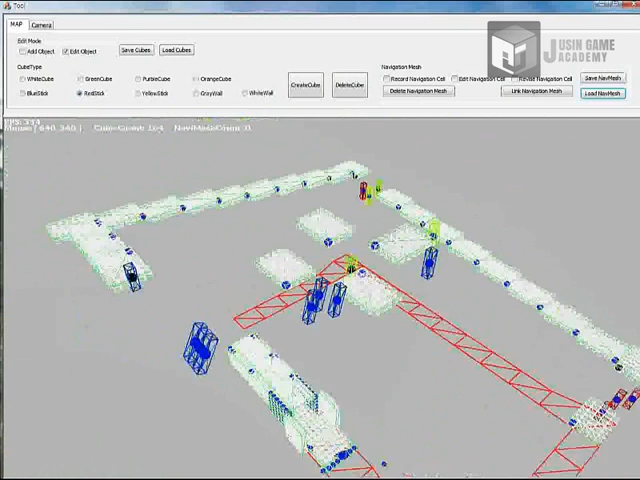 Tool
MAP
Camera
JUSIN GAME
ACADEMY
Edit Mode
Add Object
Edit Object
Save Cubes
Load Cubes
CubeType
WhiteCube
GreenCube
PurpleCube
OrangeCube
BlueStick
RedStick
YellowStick
GrayWall
WhiteWall
CreateCube
DeleteCube
Navigation Mesh
Record Navigation Cell
Edit Navigation
Revise Navigation Cell
Save NavMesh
Delete Navigation Mesh
Link Navigation Mesh
Load NavMesh